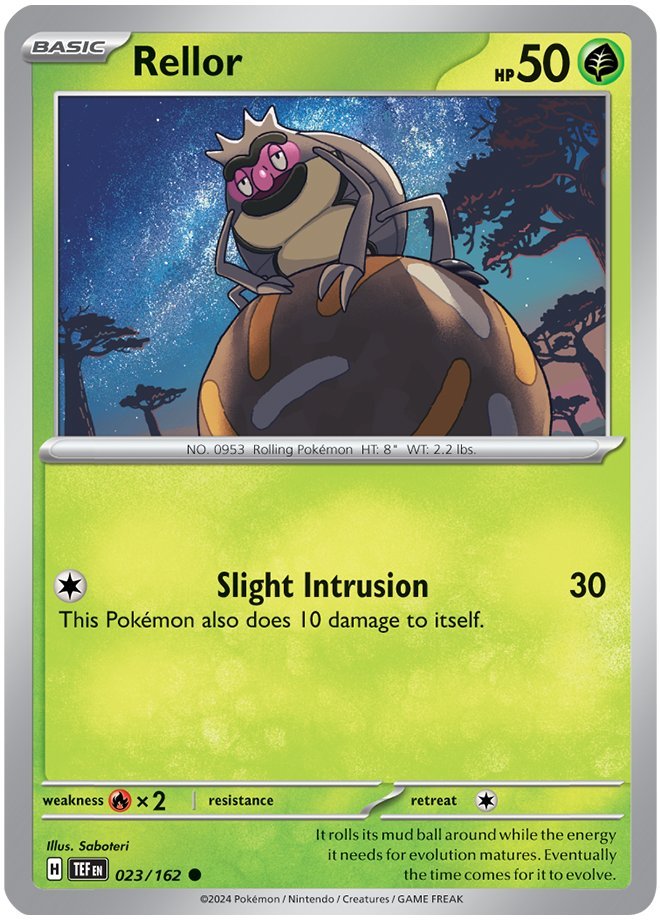 BASIC Rellor HP 50
NO. 0953 Rolling Pokémon HT: 8" WT: 2.2 lbs.
Slight Intrusion 30
This Pokémon also does 10 damage to itself.
weakness × 2 resistance retreat
Illus. Saboteri
It rolls its mud ball around while the energy
it needs for evolution matures. Eventually
the time comes for it to evolve.
H TEF EN 023/162
©2024 Pokémon / Nintendo / Creatures / GAME FREAK